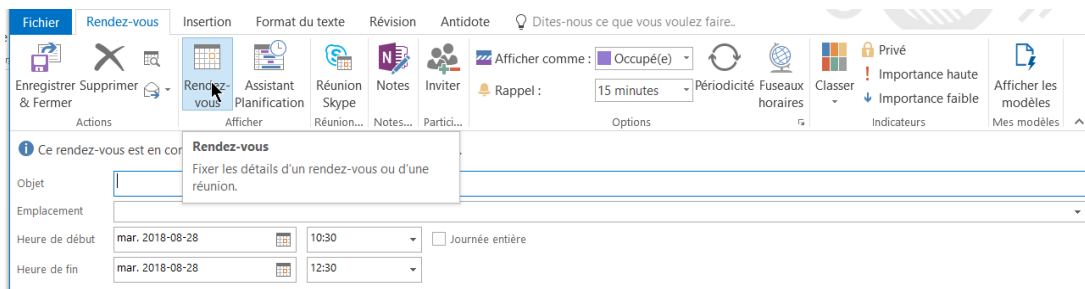 Fichier Rendez-vous Insertion Format du texte Révision Antidote Dites-nous ce que vous voulez faire..
Enregistrer & Fermer
Supprimer
Rendez-vous
Assistant Planification
Réunion Skype
Notes
Inviter
Afficher comme : Occupé(e)
Rappel : 15 minutes
Périodicité
Fuseaux horaires
Classer
Privé
Importance haute
Importance faible
Afficher les modèles
Actions Afficher Réunion... Notes... Partici... Options Indicateurs Mes modèles
Ce rendez-vous est en con
Rendez-vous
Fixer les détails d'un rendez-vous ou d'une
réunion.
Objet
Emplacement
Heure de début mar. 2018-08-28 10:30 Journée entière
Heure de fin mar. 2018-08-28 12:30